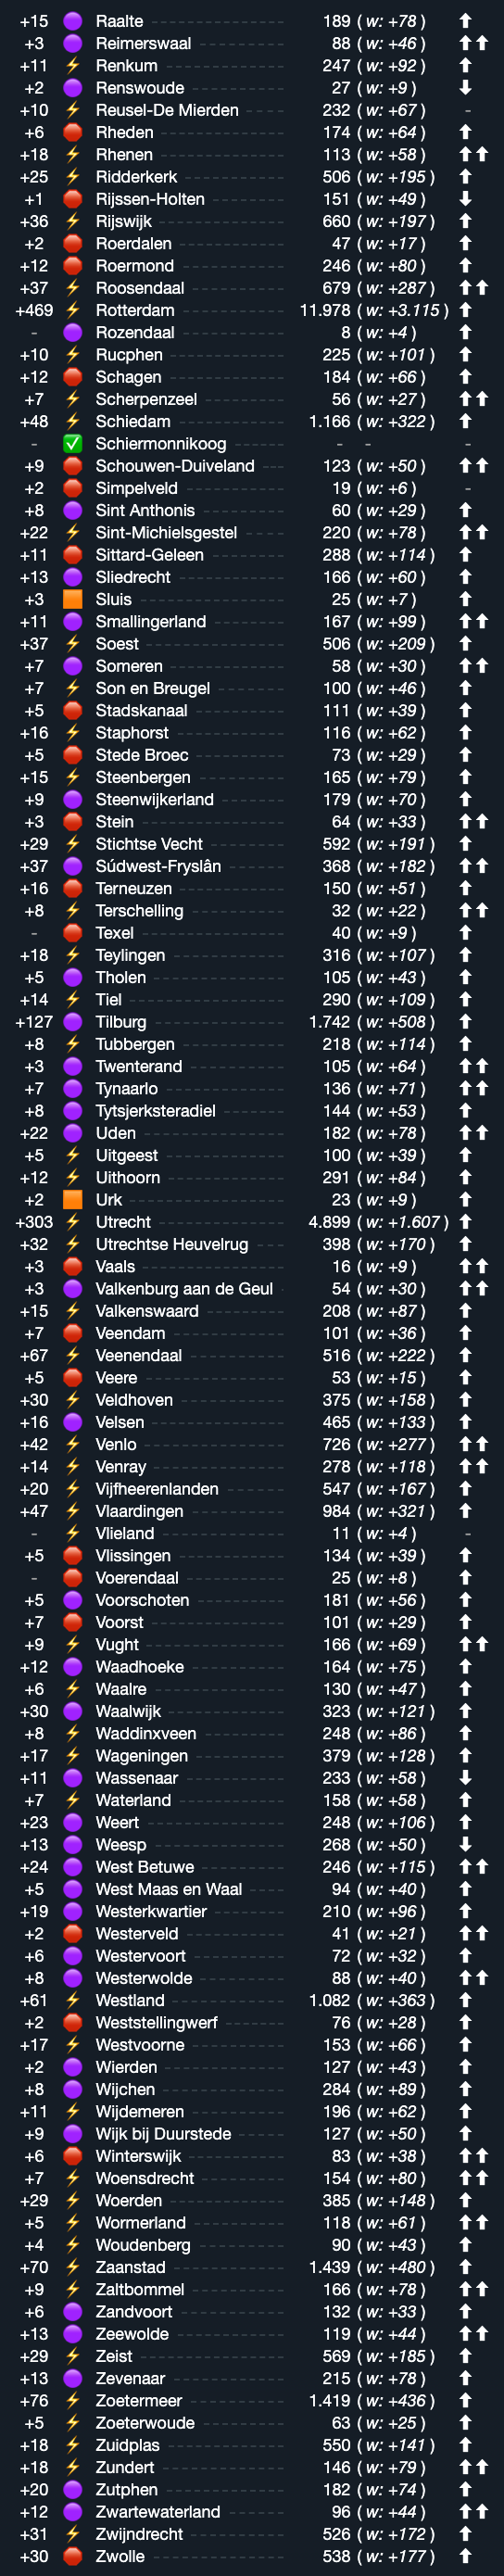 +15 🟣 Raalte 189 ( w: +78 ) ⬆
+3 🟣 Reimerswaal 88 ( w: +46 ) ⬆⬆
+11 ⚡ Renkum 247 ( w: +92 ) ⬆
+2 🟣 Renswoude 27 ( w: +9 ) ⬇
+10 ⚡ Reusel-De Mierden 232 ( w: +67 ) -
+6 🛑 Rheden 174 ( w: +64 ) ⬆
+18 ⚡ Rhenen 113 ( w: +58 ) ⬆⬆
+25 ⚡ Ridderkerk 506 ( w: +195 ) ⬆
+1 🛑 Rijssen-Holten 151 ( w: +49 ) ⬇
+36 ⚡ Rijswijk 660 ( w: +197 ) ⬆
+2 🛑 Roerdalen 47 ( w: +17 ) ⬆
+12 🛑 Roermond 246 ( w: +80 ) ⬆
+37 ⚡ Roosendaal 679 ( w: +287 ) ⬆⬆
+469 ⚡ Rotterdam 11.978 ( w: +3.115 ) ⬆
- 🟣 Rozendaal 8 ( w: +4 ) ⬆
+10 ⚡ Rucphen 225 ( w: +101 ) ⬆
+12 🛑 Schagen 184 ( w: +66 ) ⬆
+7 ⚡ Scherpenzeel 56 ( w: +27 ) ⬆⬆
+48 ⚡ Schiedam 1.166 ( w: +322 ) ⬆
- ✅ Schiermonnikoog - - -
+9 🛑 Schouwen-Duiveland 123 ( w: +50 ) ⬆⬆
+2 🛑 Simpelveld 19 ( w: +6 ) -
+8 🟣 Sint Anthonis 60 ( w: +29 ) ⬆
+22 ⚡ Sint-Michielsgestel 220 ( w: +78 ) ⬆⬆
+11 🛑 Sittard-Geleen 288 ( w: +114 ) ⬆
+13 🟣 Sliedrecht 166 ( w: +60 ) ⬆
+3 🟧 Sluis 25 ( w: +7 ) ⬆
+11 🟣 Smallingerland 167 ( w: +99 ) ⬆⬆
+37 ⚡ Soest 506 ( w: +209 ) ⬆
+7 🟣 Someren 58 ( w: +30 ) ⬆⬆
+7 ⚡ Son en Breugel 100 ( w: +46 ) ⬆
+5 🛑 Stadskanaal 111 ( w: +39 ) ⬆
+16 ⚡ Staphorst 116 ( w: +62 ) ⬆
+5 🛑 Stede Broec 73 ( w: +29 ) ⬆
+15 ⚡ Steenbergen 165 ( w: +79 ) ⬆
+9 🟣 Steenwijkerland 179 ( w: +70 ) ⬆
+3 🛑 Stein 64 ( w: +33 ) ⬆⬆
+29 ⚡ Stichtse Vecht 592 ( w: +191 ) ⬆
+37 🟣 Súdwest-Fryslân 368 ( w: +182 ) ⬆⬆
+16 🛑 Terneuzen 150 ( w: +51 ) ⬆
+8 ⚡ Terschelling 32 ( w: +22 ) ⬆⬆
- 🛑 Texel 40 ( w: +9 ) ⬆
+18 ⚡ Teylingen 316 ( w: +107 ) ⬆
+5 🟣 Tholen 105 ( w: +43 ) ⬆
+14 ⚡ Tiel 290 ( w: +109 ) ⬆
+127 🟣 Tilburg 1.742 ( w: +508 ) ⬆
+8 ⚡ Tubbergen 218 ( w: +114 ) ⬆
+3 🟣 Twenterand 105 ( w: +64 ) ⬆⬆
+7 🟣 Tynaarlo 136 ( w: +71 ) ⬆⬆
+8 🟣 Tytsjerksteradiel 144 ( w: +53 ) ⬆
+22 🟣 Uden 182 ( w: +78 ) ⬆⬆
+5 ⚡ Uitgeest 100 ( w: +39 ) ⬆
+12 ⚡ Uithoorn 291 ( w: +84 ) ⬆
+2 🟧 Urk 23 ( w: +9 ) ⬆
+303 ⚡ Utrecht 4.899 ( w: +1.607 ) ⬆
+32 ⚡ Utrechtse Heuvelrug 398 ( w: +170 ) ⬆
+3 🛑 Vaals 16 ( w: +9 ) ⬆⬆
+3 🟣 Valkenburg aan de Geul 54 ( w: +30 ) ⬆⬆
+15 ⚡ Valkenswaard 208 ( w: +87 ) ⬆
+7 🛑 Veendam 101 ( w: +36 ) ⬆
+67 ⚡ Veenendaal 516 ( w: +222 ) ⬆
+5 🛑 Veere 53 ( w: +15 ) ⬆
+30 ⚡ Veldhoven 375 ( w: +158 ) ⬆
+16 🟣 Velsen 465 ( w: +133 ) ⬆
+42 ⚡ Venlo 726 ( w: +277 ) ⬆⬆
+14 ⚡ Venray 278 ( w: +118 ) ⬆⬆
+20 ⚡ Vijfheerenlanden 547 ( w: +167 ) ⬆
+47 ⚡ Vlaardingen 984 ( w: +321 ) ⬆
- ⚡ Vlieland 11 ( w: +4 ) -
+5 🛑 Vlissingen 134 ( w: +39 ) ⬆
- 🛑 Voerendaal 25 ( w: +8 ) ⬆
+5 🟣 Voorschoten 181 ( w: +56 ) ⬆
+7 🛑 Voorst 101 ( w: +29 ) ⬆
+9 ⚡ Vught 166 ( w: +69 ) ⬆⬆
+12 🟣 Waadhoeke 164 ( w: +75 ) ⬆
+6 ⚡ Waalre 130 ( w: +47 ) ⬆
+30 🟣 Waalwijk 323 ( w: +121 ) ⬆
+8 ⚡ Waddinxveen 248 ( w: +86 ) ⬆
+17 ⚡ Wageningen 379 ( w: +128 ) ⬆
+11 🟣 Wassenaar 233 ( w: +58 ) ⬇
+7 ⚡ Waterland 158 ( w: +58 ) ⬆
+23 🟣 Weert 248 ( w: +106 ) ⬆
+13 🟣 Weesp 268 ( w: +50 ) ⬇
+24 🟣 West Betuwe 246 ( w: +115 ) ⬆⬆
+5 🟣 West Maas en Waal 94 ( w: +40 ) ⬆
+19 🟣 Westerkwartier 210 ( w: +96 ) ⬆
+2 🛑 Westerveld 41 ( w: +21 ) ⬆⬆
+6 🟣 Westervoort 72 ( w: +32 ) ⬆
+8 🟣 Westerwolde 88 ( w: +40 ) ⬆⬆
+61 ⚡ Westland 1.082 ( w: +363 ) ⬆
+2 🛑 Weststellingwerf 76 ( w: +28 ) ⬆
+17 ⚡ Westvoorne 153 ( w: +66 ) ⬆
+2 🟣 Wierden 127 ( w: +43 ) ⬆
+8 🟣 Wijchen 284 ( w: +89 ) ⬆
+11 ⚡ Wijdemeren 196 ( w: +62 ) ⬆
+9 🟣 Wijk bij Duurstede 127 ( w: +50 ) ⬆
+6 🛑 Winterswijk 83 ( w: +38 ) ⬆⬆
+7 ⚡ Woensdrecht 154 ( w: +80 ) ⬆⬆
+29 ⚡ Woerden 385 ( w: +148 ) ⬆
+5 ⚡ Wormerland 118 ( w: +61 ) ⬆⬆
+4 ⚡ Woudenberg 90 ( w: +43 ) ⬆
+70 ⚡ Zaanstad 1.439 ( w: +480 ) ⬆
+9 ⚡ Zaltbommel 166 ( w: +78 ) ⬆⬆
+6 🟣 Zandvoort 132 ( w: +33 ) ⬆
+13 🟣 Zeewolde 119 ( w: +44 ) ⬆⬆
+29 ⚡ Zeist 569 ( w: +185 ) ⬆
+13 🟣 Zevenaar 215 ( w: +78 ) ⬆
+76 ⚡ Zoetermeer 1.419 ( w: +436 ) ⬆
+5 ⚡ Zoeterwoude 63 ( w: +25 ) ⬆
+18 ⚡ Zuidplas 550 ( w: +141 ) ⬆
+18 ⚡ Zundert 146 ( w: +79 ) ⬆⬆
+20 🟣 Zutphen 182 ( w: +74 ) ⬆
+12 🟣 Zwartewaterland 96 ( w: +44 ) ⬆⬆
+31 ⚡ Zwijndrecht 526 ( w: +172 ) ⬆
+30 🛑 Zwolle 538 ( w: +177 ) ⬆